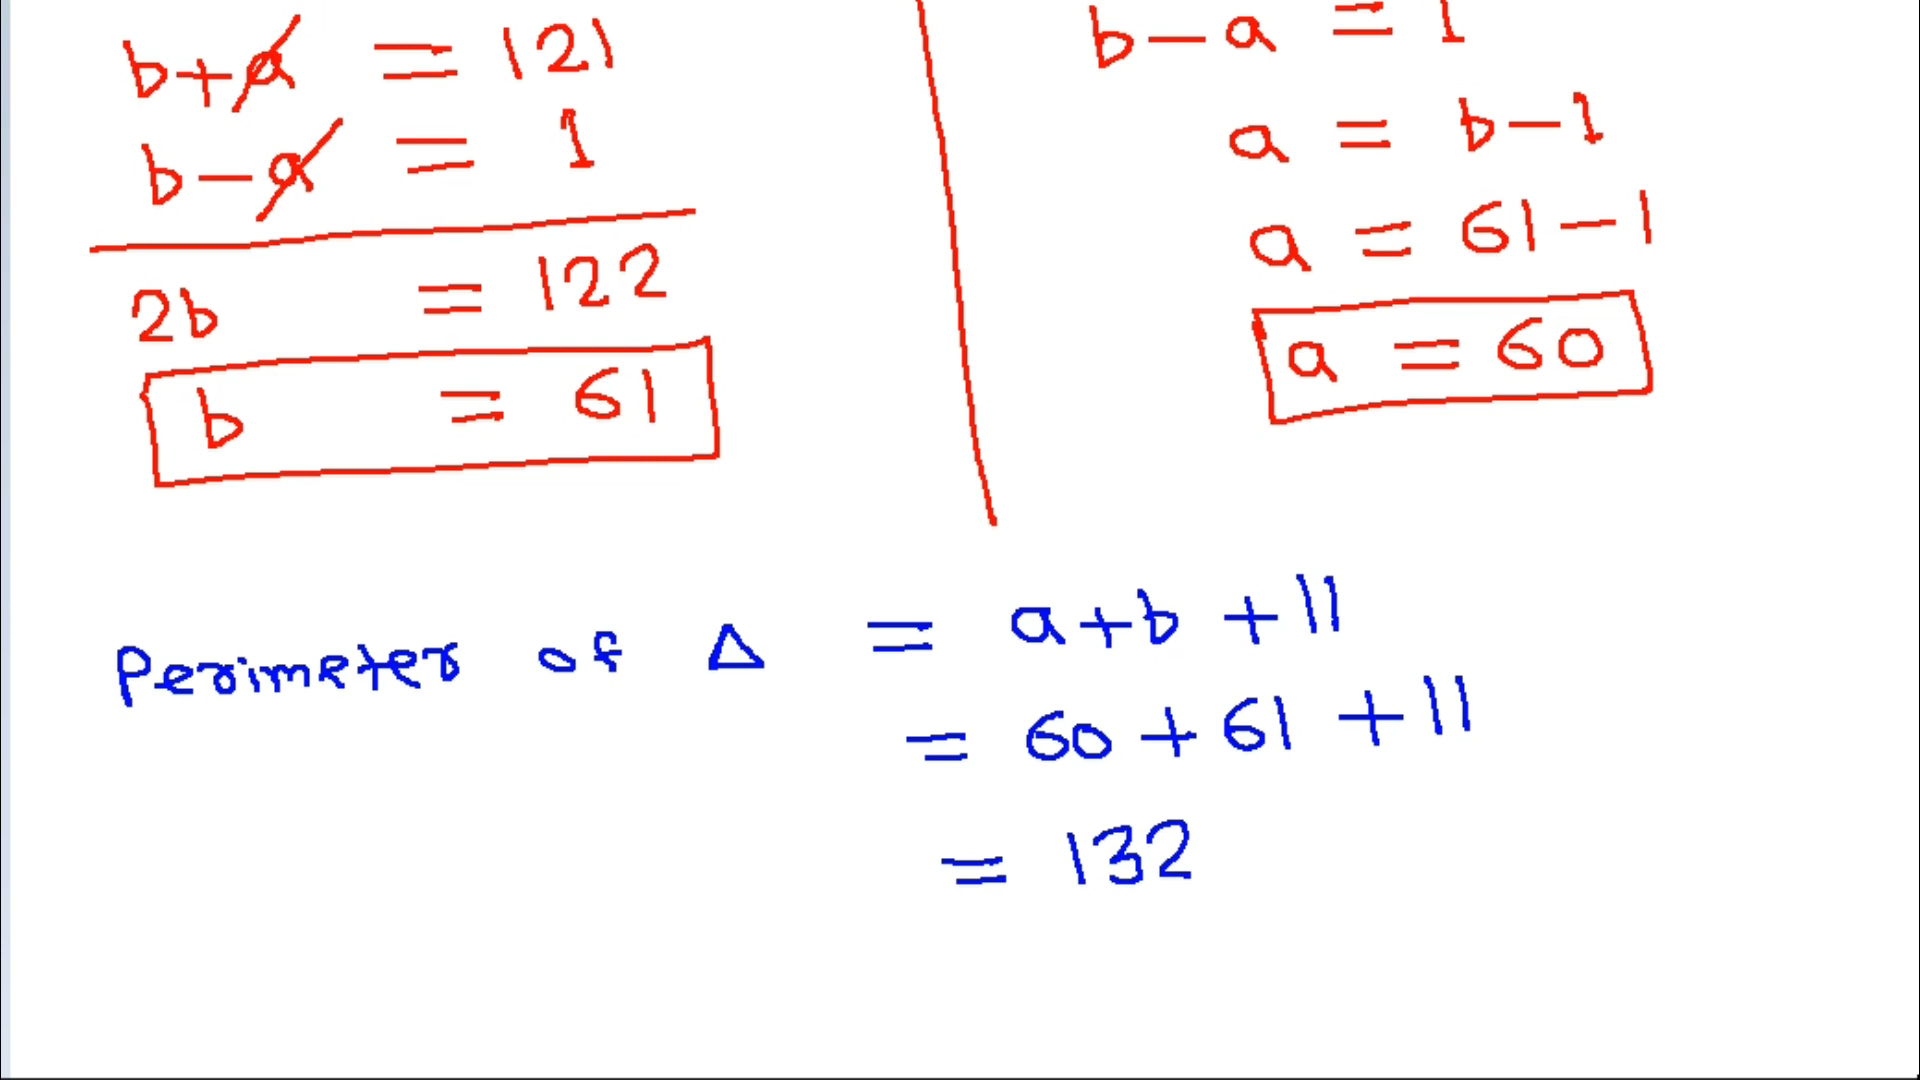 b+a = 121
b-a = 1
2b = 122
b = 61
b-a = 1
a = b-1
a = 61-1
a = 60
Perimeter of Δ = a+b+11
= 60+61+11
= 132